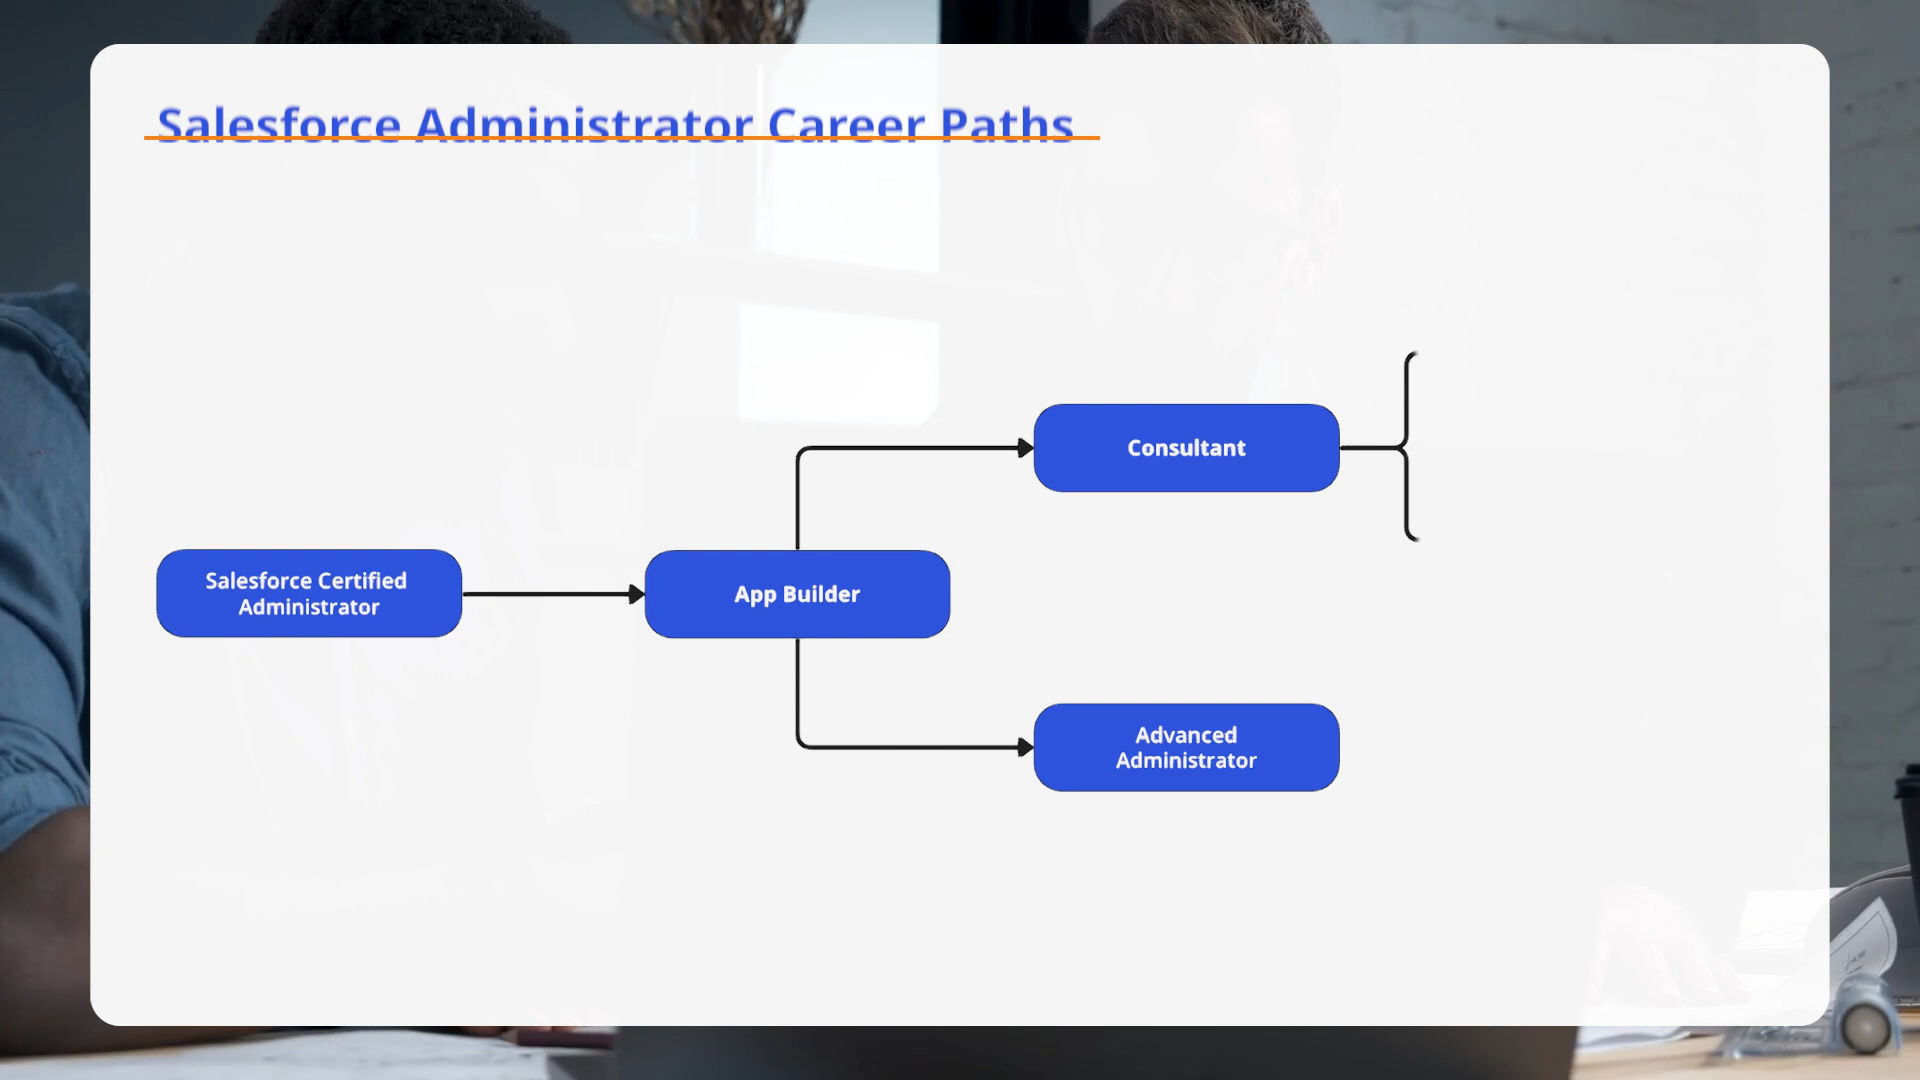 Salesforce Administrator Career Paths
Consultant
Salesforce Certified
Administrator
App Builder
Advanced
Administrator